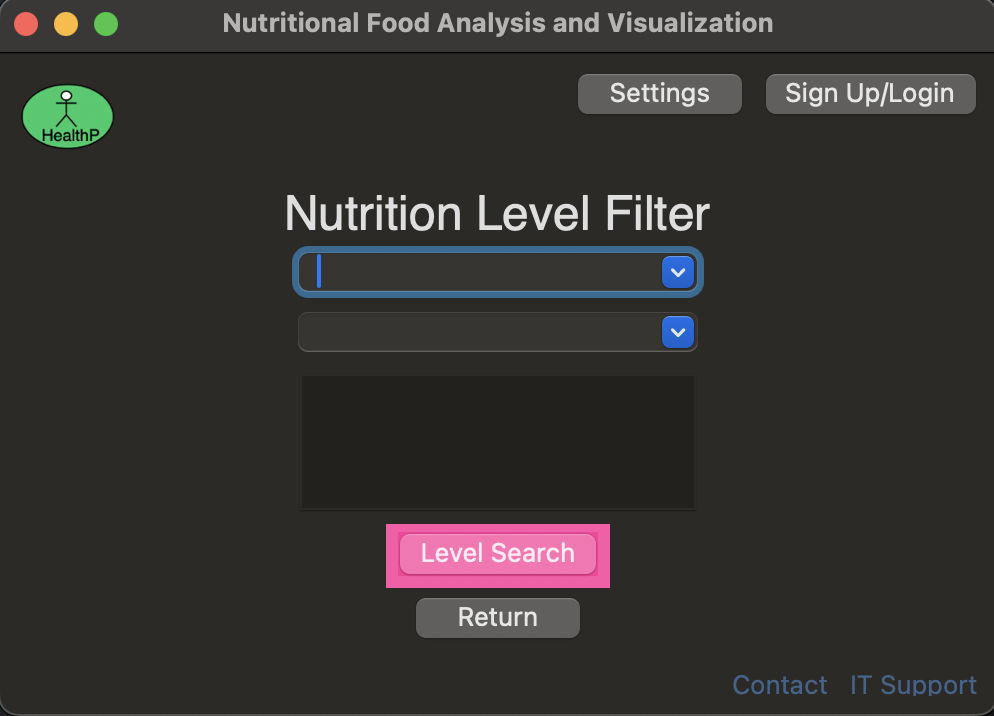 Nutritional Food Analysis and Visualization
Settings
Sign Up/Login
HealthP
Nutrition Level Filter
Level Search
Return
Contact
IT Support